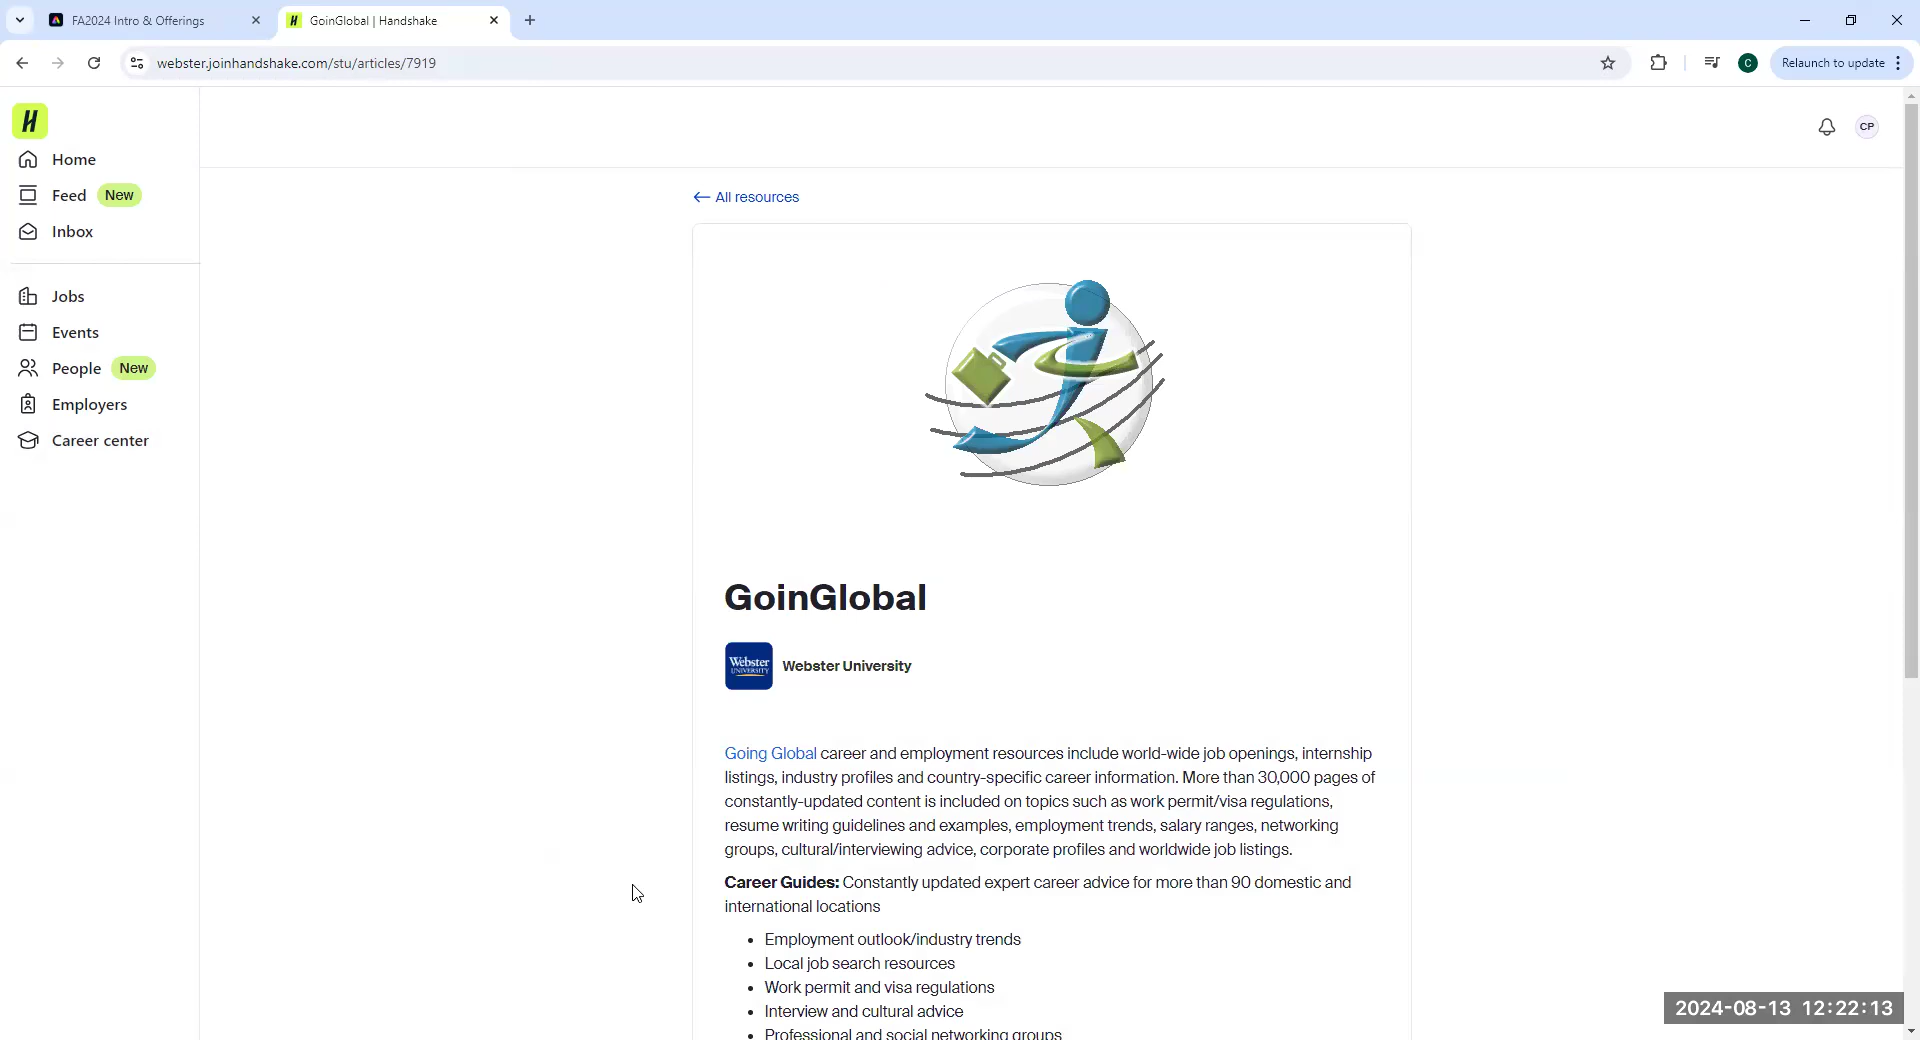 FA2024 Intro & Offerings
GoinGlobal | Handshake
webster.joinhandshake.com/stu/articles/7919
C
Relaunch to update
H
Home
Feed New
Inbox
Jobs
Events
People New
Employers
Career center
CP
← All resources
GoinGlobal
Webster
UNIVERSITY
Webster University
Going Global career and employment resources include world-wide job openings, internship
listings, industry profiles and country-specific career information. More than 30,000 pages of
constantly-updated content is included on topics such as work permit/visa regulations,
resume writing guidelines and examples, employment trends, salary ranges, networking
groups, cultural/interviewing advice, corporate profiles and worldwide job listings.
Career Guides: Constantly updated expert career advice for more than 90 domestic and
international locations
• Employment outlook/industry trends
• Local job search resources
• Work permit and visa regulations
• Interview and cultural advice
• Professional and social networking groups
2024-08-13 12:22:13